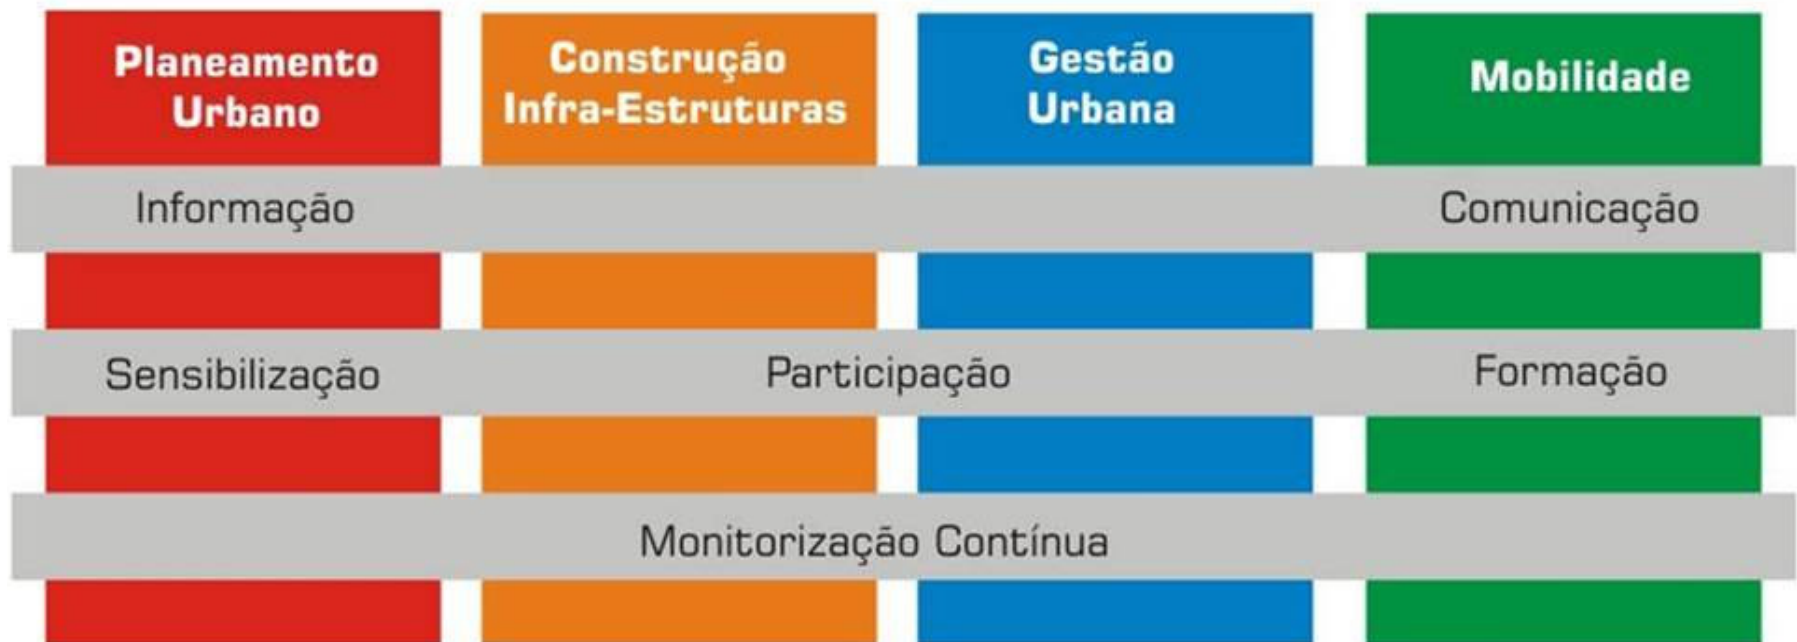 Planeamento
Urbano
Construção
Infra-Estruturas
Gestão
Urbana
Mobilidade
Informação
Comunicação
Sensibilização
Participação
Formação
Monitorização Contínua